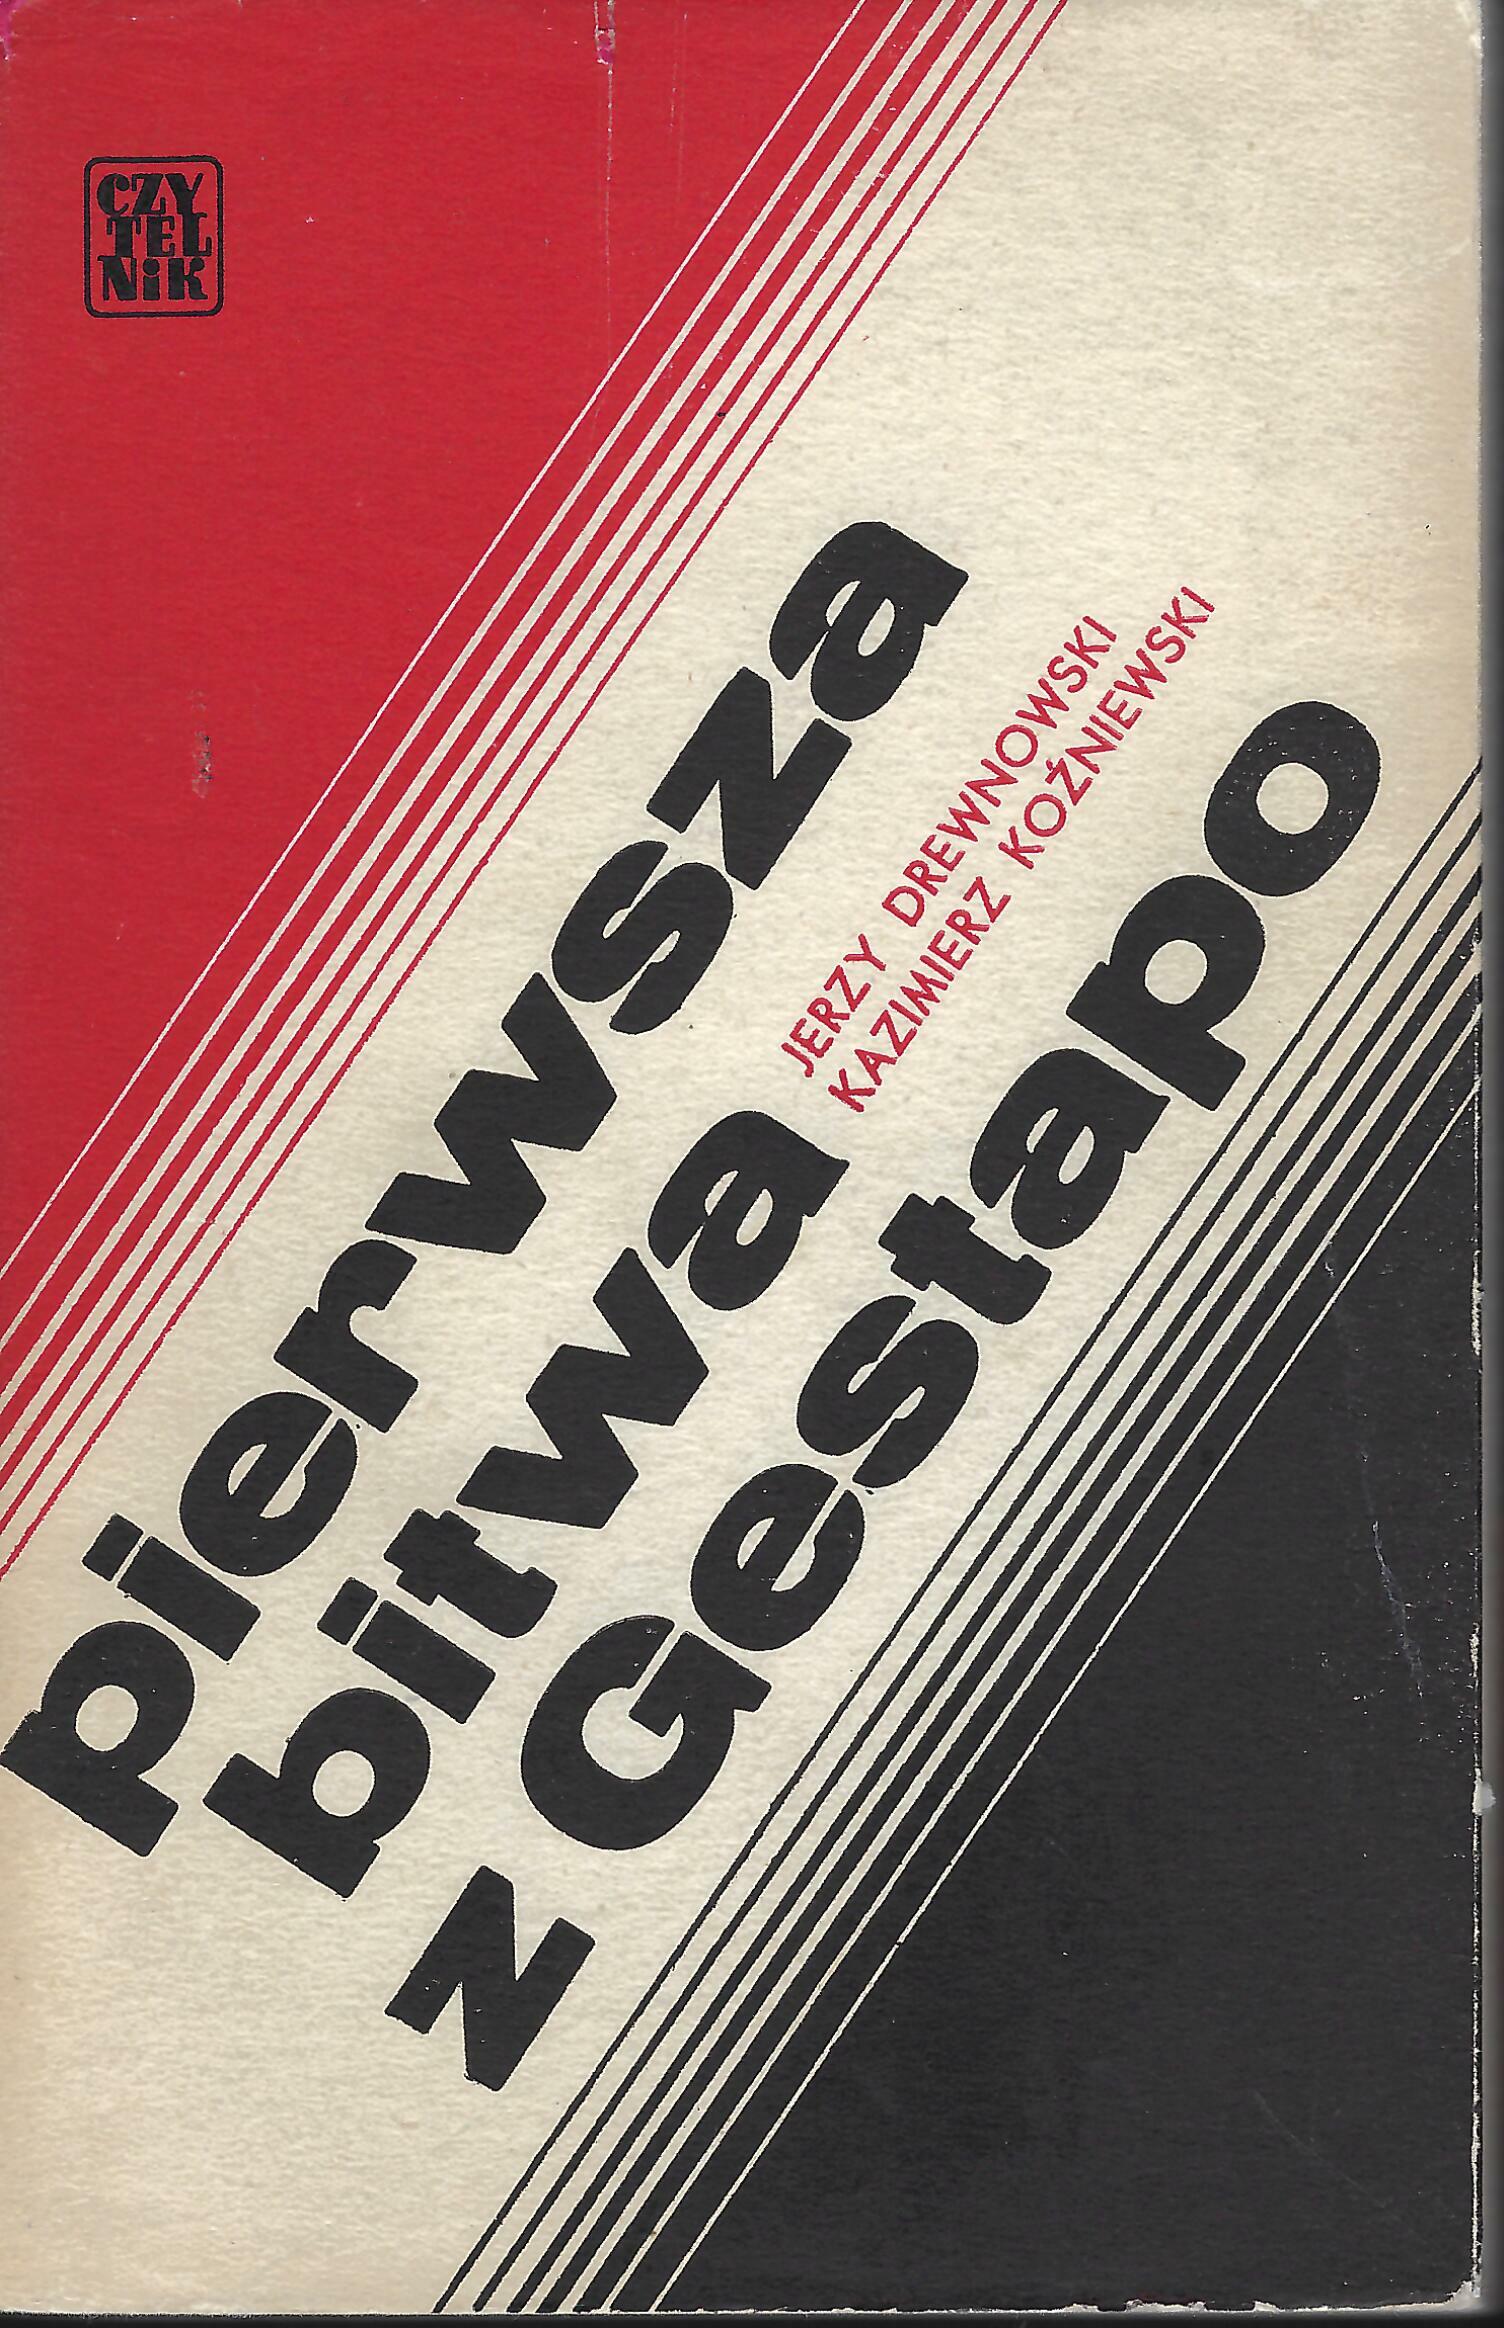 CZY
TEL
NiK
pierwsza
bitwa
JERZY DREWNOWSKI
KAZIMIERZ KOŹNIEWSKI
z Gestapo